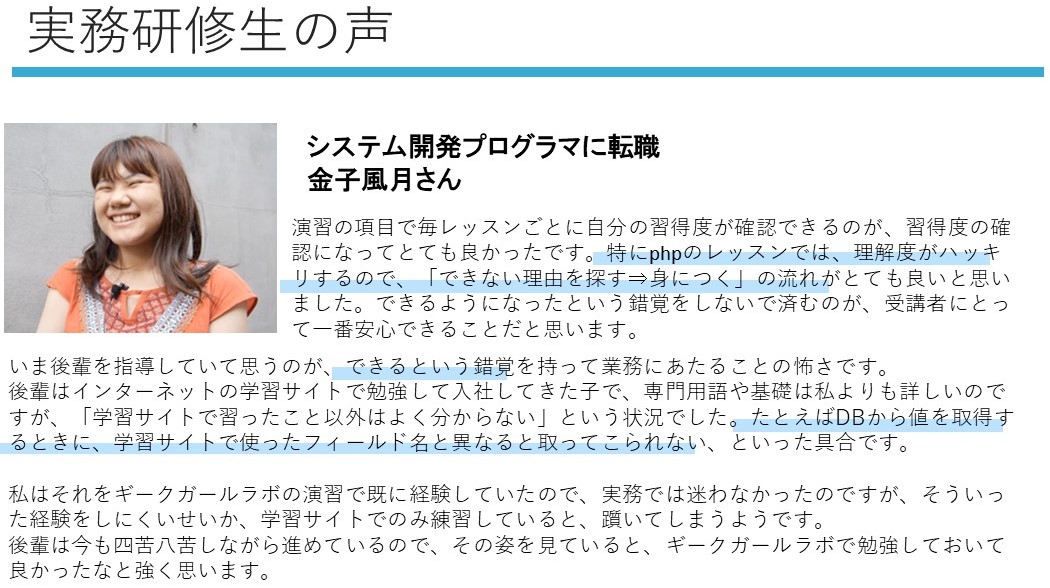 実務研修生の声
システム開発プログラマに転職
金子風月さん
演習の項目で毎レッスンごとに自分の習得度が確認できるのが、習得度の確
認になってとても良かったです。特にphpのレッスンでは、理解度がハッキ
リするので、「できない理由を探す⇒身につく」の流れがとても良いと思い
ました。できるようになったという錯覚をしないで済むのが、受講者にとっ
て一番安心できることだと思います。
いま後輩を指導していて思うのが、できるという錯覚を持って業務にあたることの怖さです。
後輩はインターネットの学習サイトで勉強して入社してきた子で、専門用語や基礎は私よりも詳しいので
すが、「学習サイトで習ったこと以外はよく分からない」という状況でした。たとえばDBから値を取得す
るときに、学習サイトで使ったフィールド名と異なると取ってこられない、といった具合です。
私はそれをギークガールラボの演習で既に経験していたので、実務では迷わなかったのですが、そういっ
た経験をしにくいせいか、学習サイトでのみ練習していると、躓いてしまうようです。
後輩は今も四苦八苦しながら進めているので、その姿を見ていると、ギークガールラボで勉強しておいて
良かったなと強く思います。